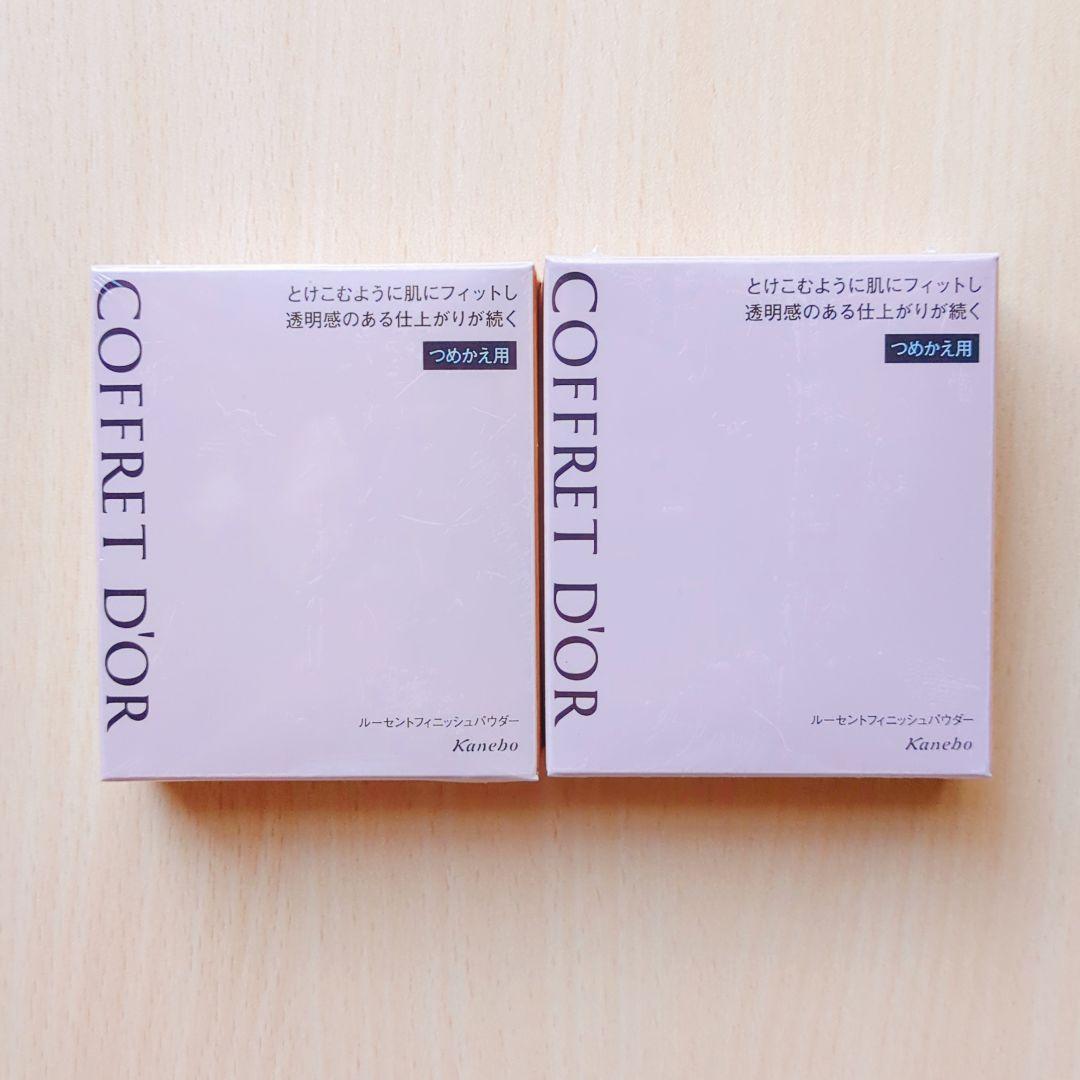 COFFRET D'OR
とけこむように肌にフィットし
透明感のある仕上がりが続く
つめかえ用
ルーセントフィニッシュパウダー
Kanebo
COFFRET D'OR
とけこむように肌にフィットし
透明感のある仕上がりが続く
つめかえ用
ルーセントフィニッシュパウダー
Kanebo